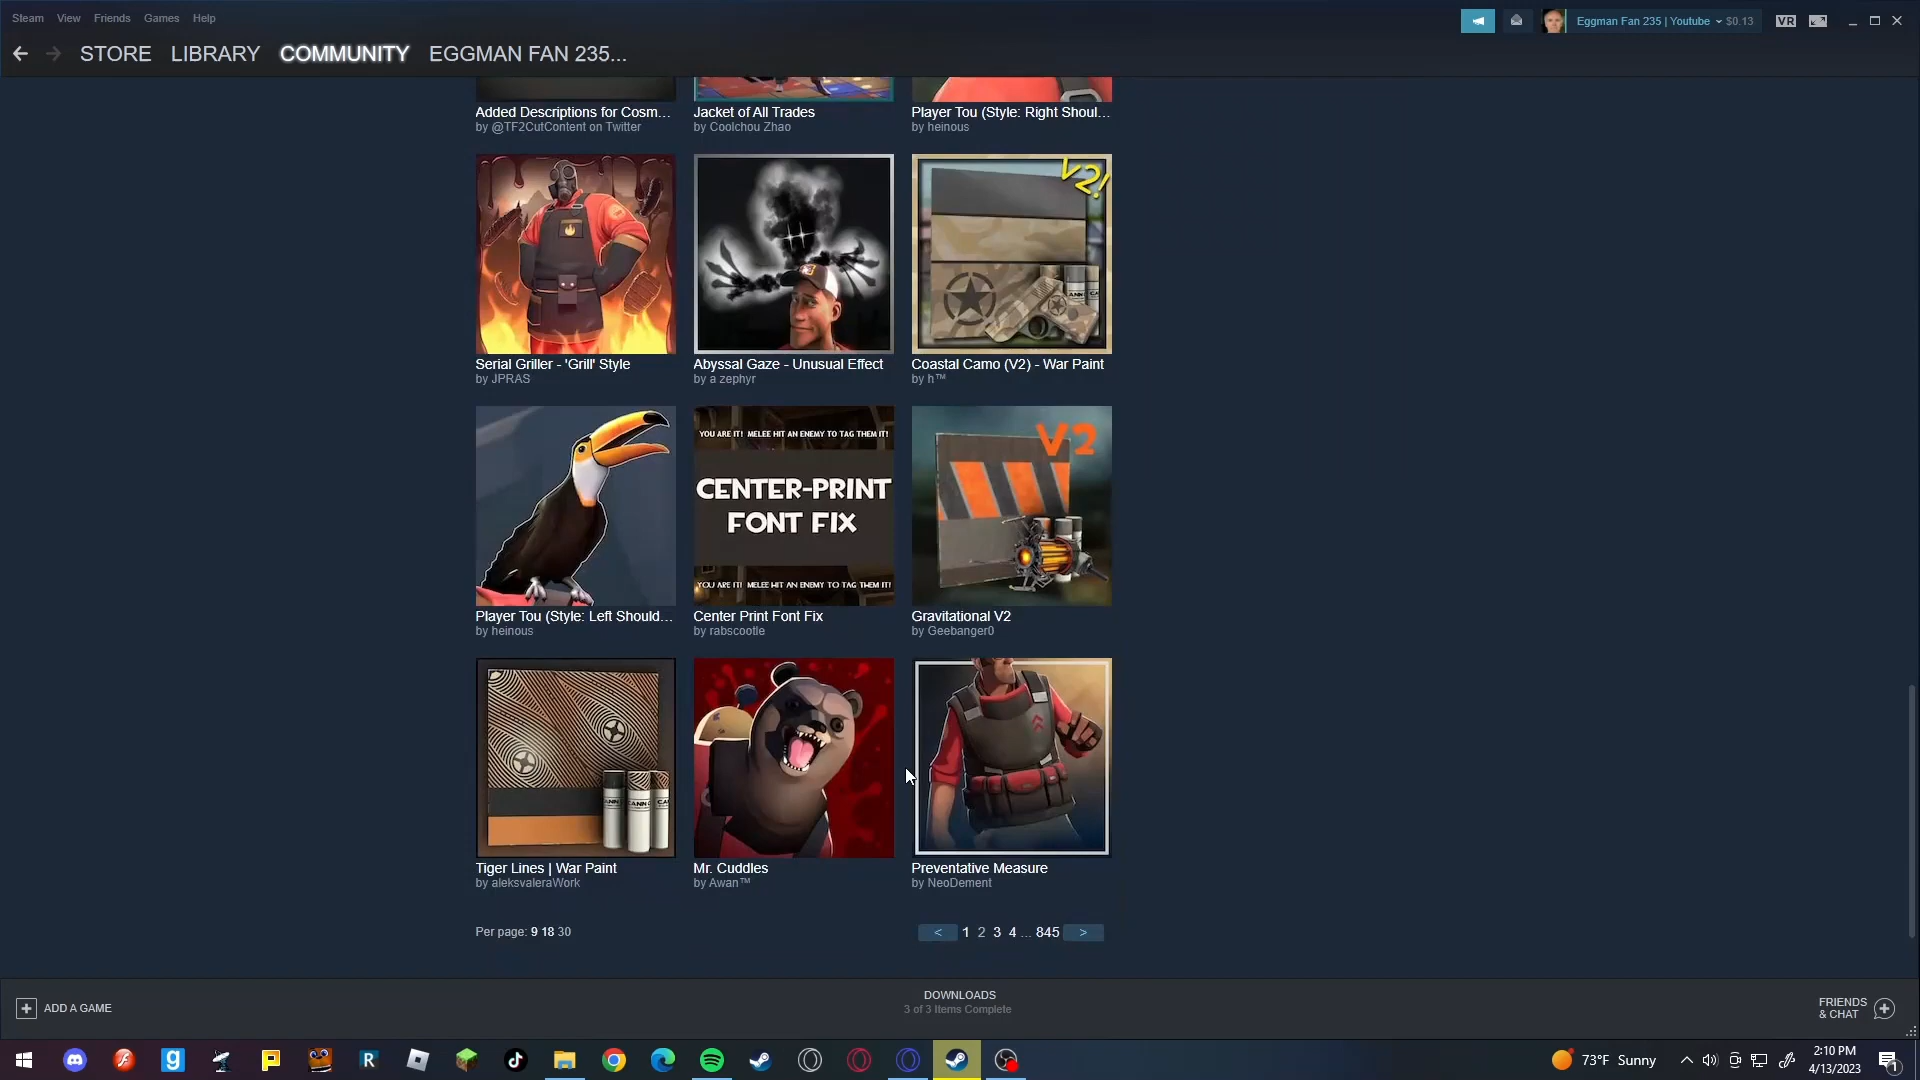 Steam View Friends Games Help
Eggman Fan 235 | Youtube $0.13
VR
STORE LIBRARY COMMUNITY EGGMAN FAN 235...
Added Descriptions for Cosm...
by @TF2CutContent on Twitter
Jacket of All Trades
by Coolchou Zhao
Player Tou (Style: Right Shoul...
by heinous
V2!
Serial Griller - 'Grill' Style
by JPRAS
Abyssal Gaze - Unusual Effect
by a zephyr
Coastal Camo (V2) - War Paint
by h™
YOU ARE IT! MELEE HIT AN ENEMY TO TAG THEM IT!
CENTER-PRINT
FONT FIX
YOU ARE IT! MELEE HIT AN ENEMY TO TAG THEM IT!
V2
Player Tou (Style: Left Should...
by heinous
Center Print Font Fix
by rabscootle
Gravitational V2
by Geebanger0
Tiger Lines | War Paint
by aleksvaleraWork
Mr. Cuddles
by Awan™
Preventative Measure
by NeoDement
Per page: 9 18 30
< 1 2 3 4 ... 845 >
ADD A GAME
DOWNLOADS
3 of 3 Items Complete
FRIENDS
& CHAT
73°F Sunny
2:10 PM
4/13/2023
1